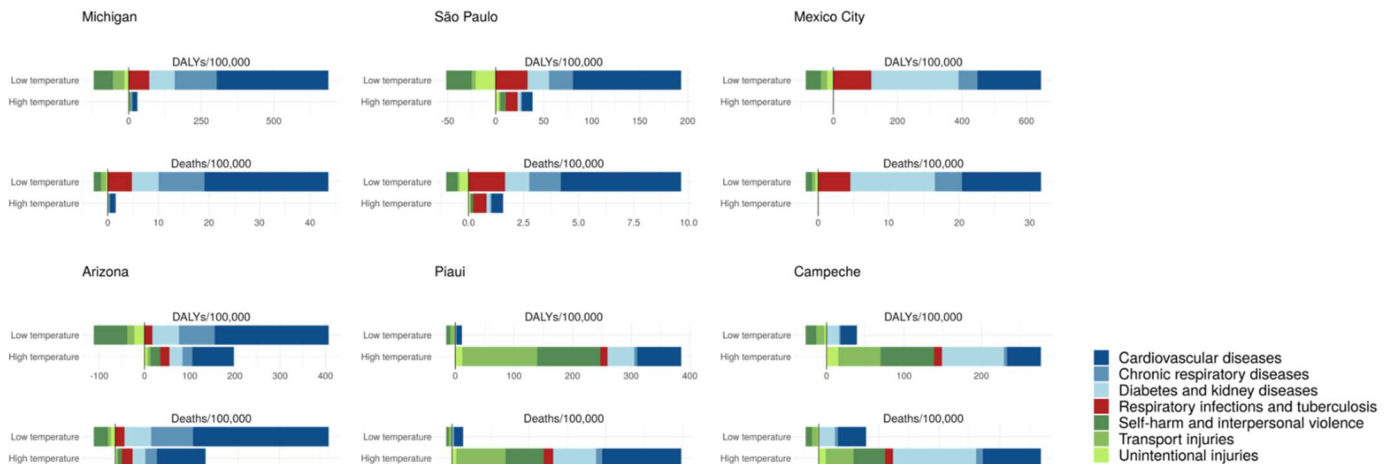 Michigan
São Paulo
Mexico City
DALYs/100,000
DALYs/100,000
DALYs/100,000
Low temperature
Low temperature
Low temperature
High temperature
High temperature
High temperature
0 250 500
-50 0 50 100 150 200
0 200 400 600
Deaths/100,000
Deaths/100,000
Deaths/100,000
Low temperature
Low temperature
Low temperature
High temperature
High temperature
High temperature
0 10 20 30 40
0.0 2.5 5.0 7.5 10.0
0 10 20 30
Arizona
Piaui
Campeche
DALYs/100,000
DALYs/100,000
DALYs/100,000
Low temperature
Low temperature
Low temperature
High temperature
High temperature
High temperature
-100 0 100 200 300 400
0 100 200 300 400
0 100 200
Deaths/100,000
Deaths/100,000
Deaths/100,000
Low temperature
Low temperature
Low temperature
High temperature
High temperature
High temperature
Cardiovascular diseases
Chronic respiratory diseases
Diabetes and kidney diseases
Respiratory infections and tuberculosis
Self-harm and interpersonal violence
Transport injuries
Unintentional injuries